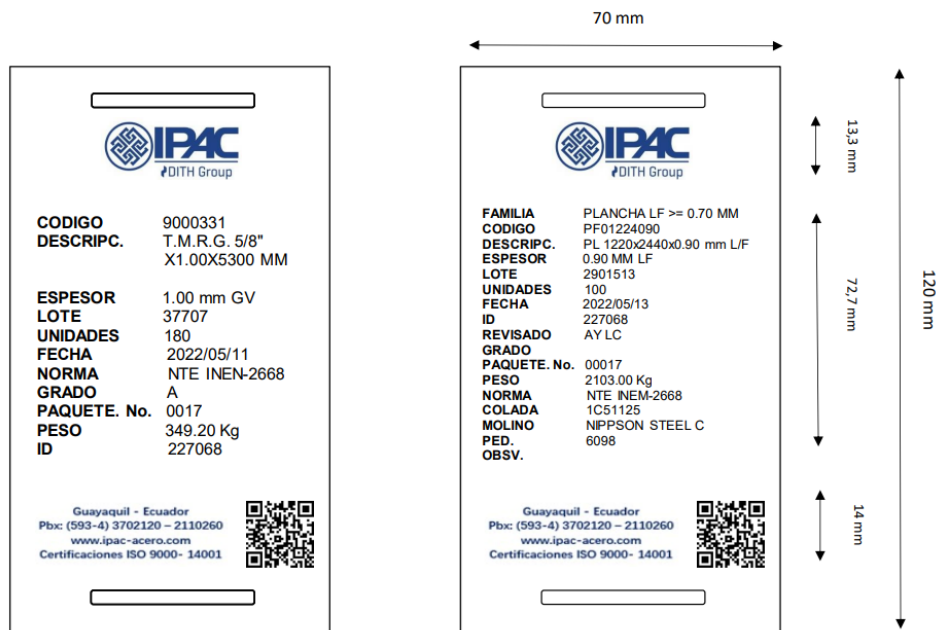 70 mm
IPAC
DITH Group
CODIGO 9000331
DESCRIPC. T.M.R.G. 5/8"
X1.00X5300 MM
ESPESOR 1.00 mm GV
LOTE 37707
UNIDADES 180
FECHA 2022/05/11
NORMA NTE INEN-2668
GRADO A
PAQUETE. No. 0017
PESO 349.20 Kg
ID 227068
Guayaquil - Ecuador
Pbx: (593-4) 3702120 – 2110260
www.ipac-acero.com
Certificaciones ISO 9000- 14001
IPAC
DITH Group
FAMILIA PLANCHA LF >= 0.70 MM
CODIGO PF01224090
DESCRIPC. PL 1220x2440x0.90 mm L/F
ESPESOR 0.90 MM LF
LOTE 2901513
UNIDADES 100
FECHA 2022/05/13
ID 227068
REVISADO AY LC
GRADO
PAQUETE. No. 00017
PESO 2103.00 Kg
NORMA NTE INEM-2668
COLADA 1C51125
MOLINO NIPPSON STEEL C
PED. 6098
OBSV.
Guayaquil - Ecuador
Pbx: (593-4) 3702120 – 2110260
www.ipac-acero.com
Certificaciones ISO 9000- 14001
13,3 mm
72,7 mm
14 mm
120 mm